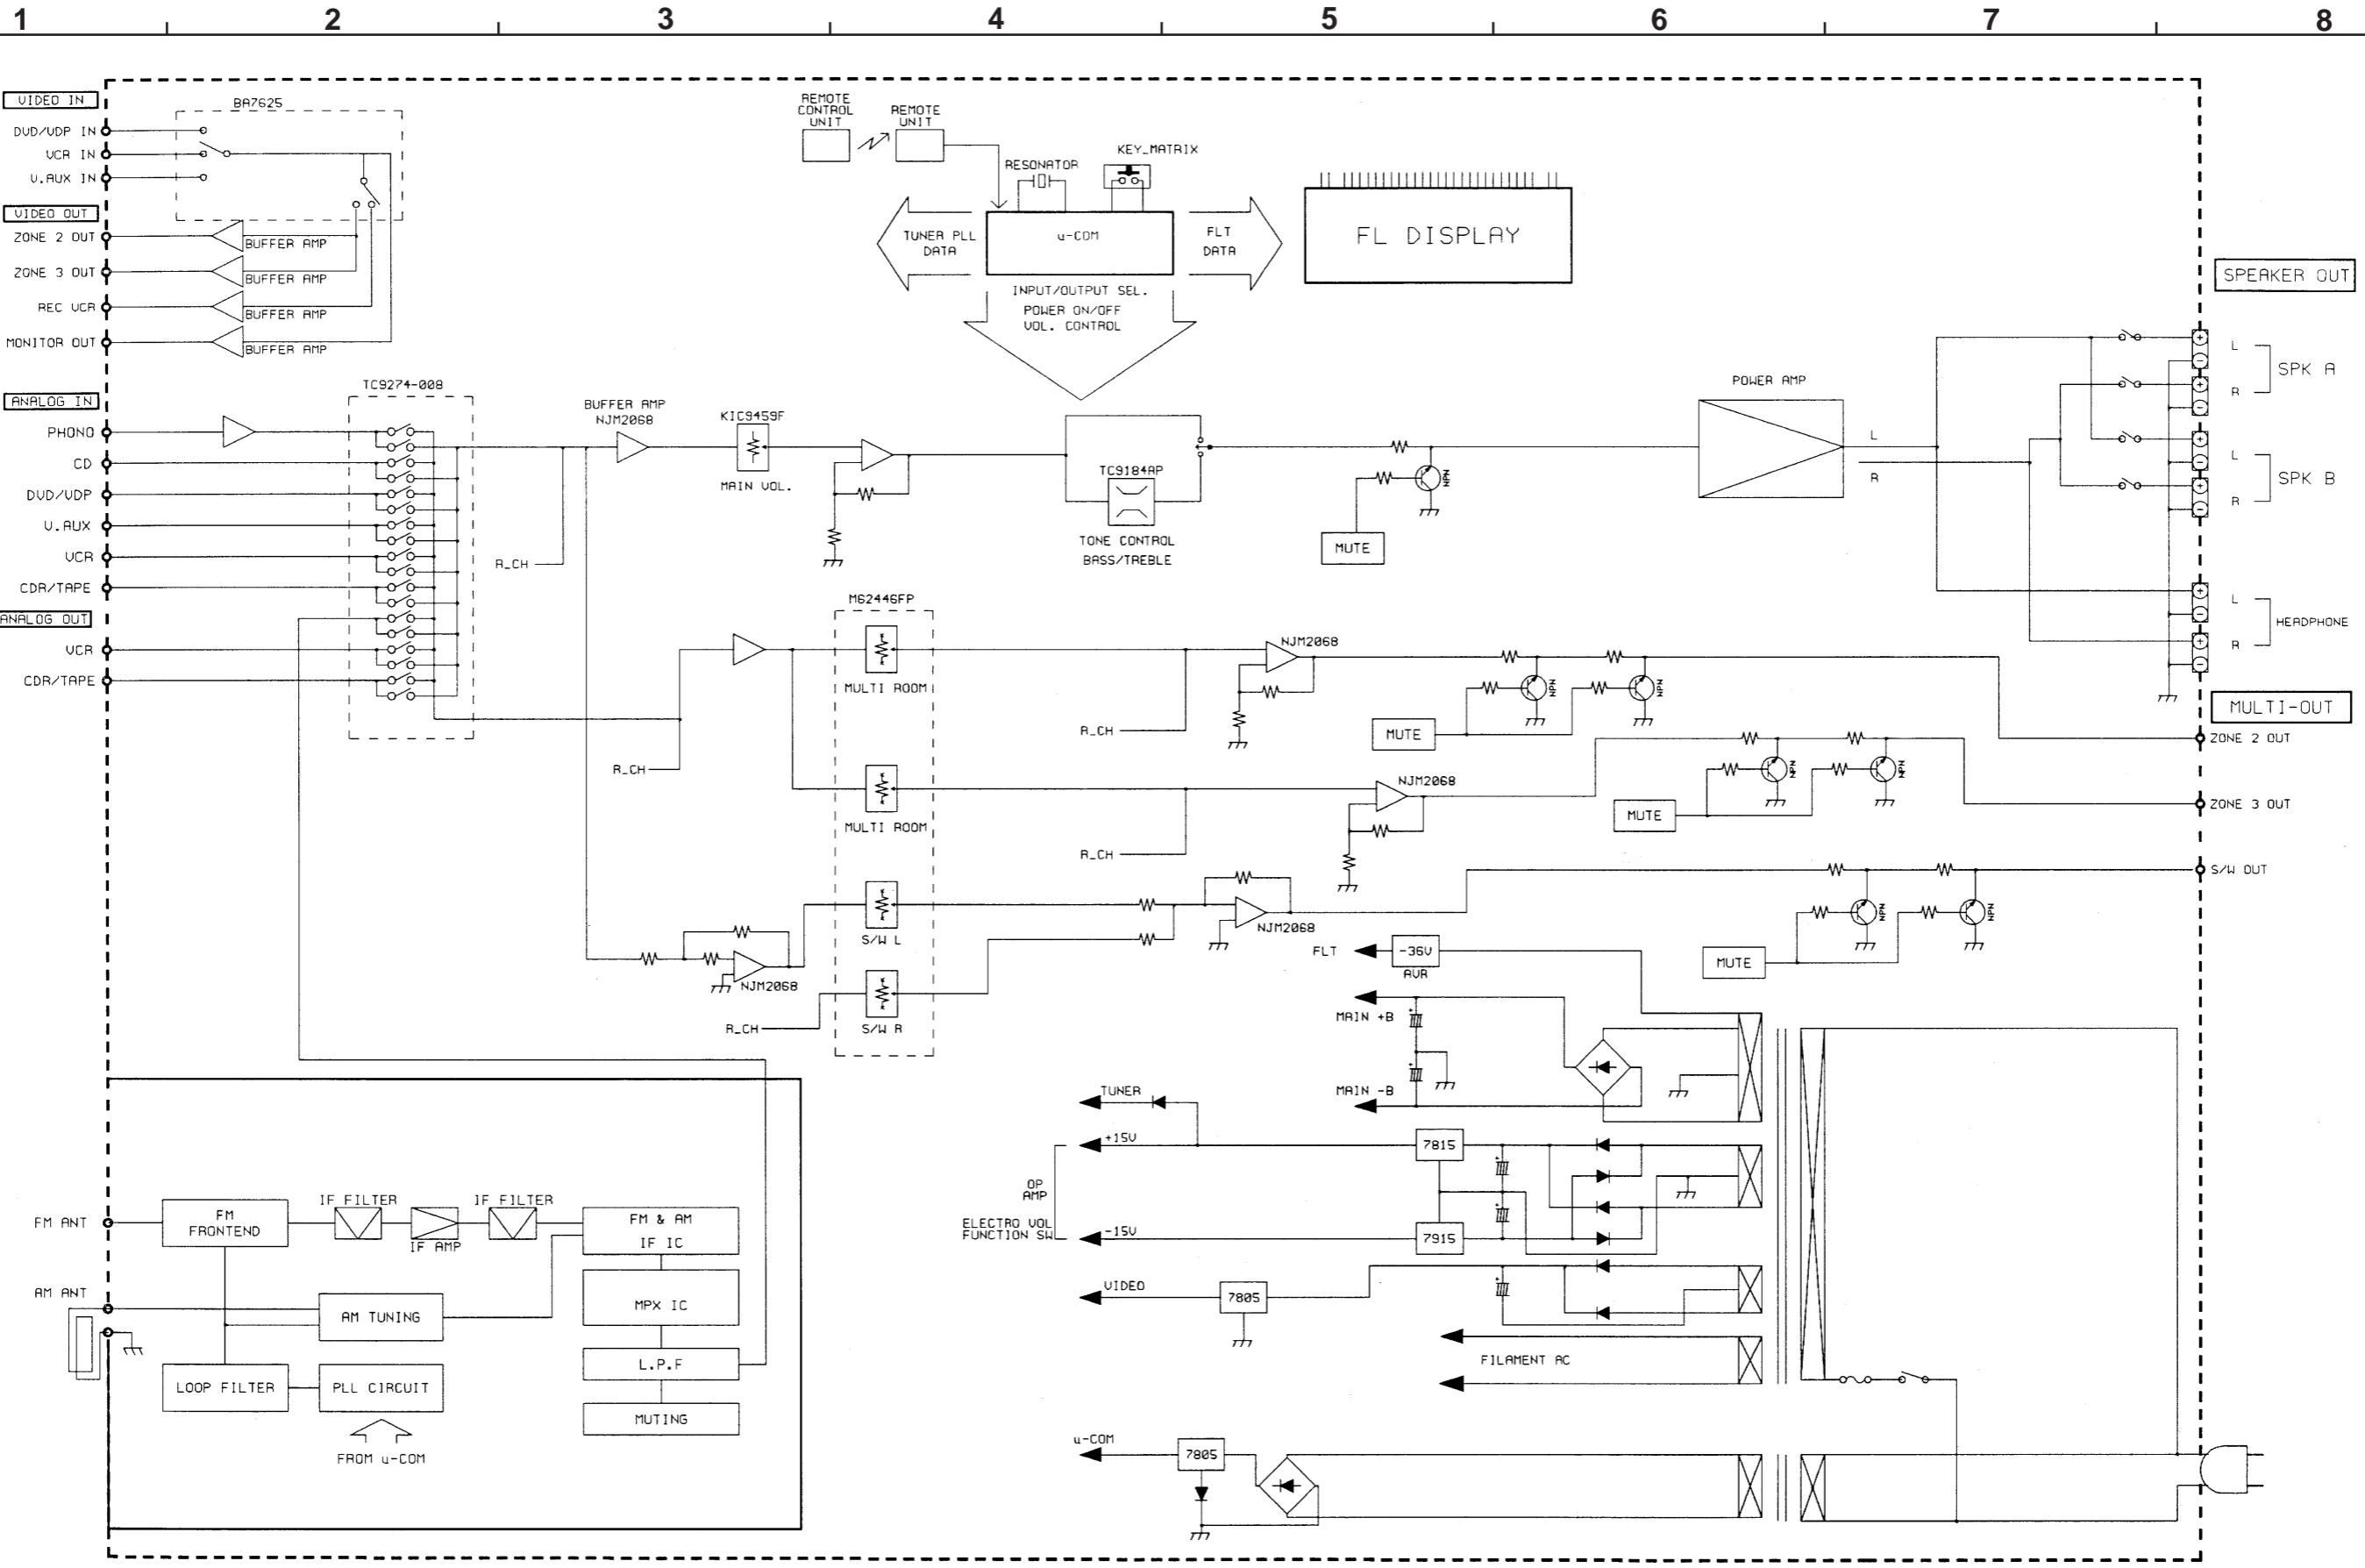 1 2 3 4 5 6 7 8
VIDEO IN
BA7625
DVD/VDP IN
VCR IN
V.AUX IN
VIDEO OUT
ZONE 2 OUT
BUFFER AMP
ZONE 3 OUT
BUFFER AMP
REC VCR
BUFFER AMP
MONITOR OUT
BUFFER AMP
REMOTE
CONTROL
UNIT
REMOTE
UNIT
RESONATOR
KEY_MATRIX
TUNER PLL
DATA
u-COM
FLT
DATA
INPUT/OUTPUT SEL.
POWER ON/OFF
VOL. CONTROL
FL DISPLAY
SPEAKER OUT
ANALOG IN
TC9274-008
PHONO
CD
DVD/VDP
V.AUX
VCR
CDR/TAPE
ANALOG OUT
VCR
CDR/TAPE
BUFFER AMP
NJM2068
KIC9459F
MAIN VOL.
R_CH
TC9184AP
TONE CONTROL
BASS/TREBLE
NPN
MUTE
POWER AMP
L
R
L
R
SPK A
L
R
SPK B
L
R
HEADPHONE
M62446FP
MULTI ROOM
R_CH
R_CH
NJM2068
NPN
NPN
MUTE
MULTI-OUT
ZONE 2 OUT
MULTI ROOM
R_CH
NJM2068
NPN
NPN
MUTE
ZONE 3 OUT
S/W L
NJM2068
NJM2068
S/W R
R_CH
NPN
NPN
MUTE
S/W OUT
FLT
-36V
AVR
MAIN +B
MAIN -B
TUNER
+15V
7815
OP
AMP
ELECTRO VOL
FUNCTION SW
-15V
7915
VIDEO
7805
FILAMENT AC
u-COM
7805
FM ANT
FM
FRONTEND
IF FILTER
IF AMP
IF FILTER
FM & AM
IF IC
AM ANT
AM TUNING
MPX IC
L.P.F
LOOP FILTER
PLL CIRCUIT
MUTING
FROM u-COM